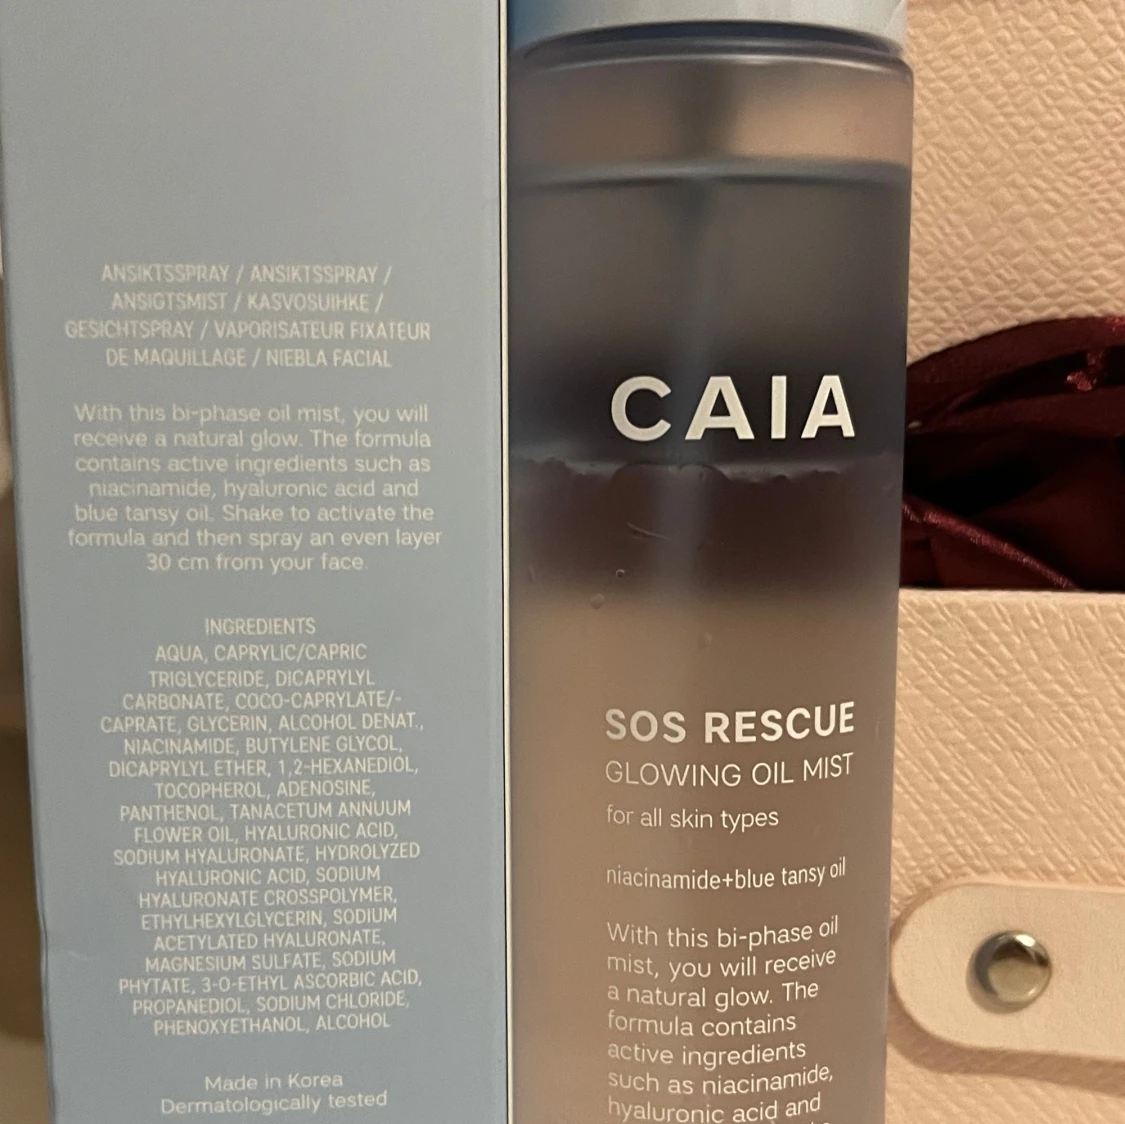 ANSIKTSSPRAY / ANSIKTSSPRAY /
ANSIGTSMIST / KASVOSUIHKE /
GESICHTSPRAY / VAPORISATEUR FIXATEUR
DE MAQUILLAGE / NIEBLA FACIAL
With this bi-phase oil mist, you will
receive a natural glow. The formula
contains active ingredients such as
niacinamide, hyaluronic acid and
blue tansy oil. Shake to activate the
formula and then spray an even layer
30 cm from your face.
INGREDIENTS
AQUA, CAPRYLIC/CAPRIC
TRIGLYCERIDE, DICAPRYLYL
CARBONATE, COCO-CAPRYLATE/-
CAPRATE, GLYCERIN, ALCOHOL DENAT.,
NIACINAMIDE, BUTYLENE GLYCOL,
DICAPRYLYL ETHER, 1,2-HEXANEDIOL,
TOCOPHEROL, ADENOSINE,
PANTHENOL, TANACETUM ANNUUM
FLOWER OIL, HYALURONIC ACID,
SODIUM HYALURONATE, HYDROLYZED
HYALURONIC ACID, SODIUM
HYALURONATE CROSSPOLYMER,
ETHYLHEXYLGLYCERIN, SODIUM
ACETYLATED HYALURONATE,
MAGNESIUM SULFATE, SODIUM
PHYTATE, 3-O-ETHYL ASCORBIC ACID,
PROPANEDIOL, SODIUM CHLORIDE,
PHENOXYETHANOL, ALCOHOL
Made in Korea
Dermatologically tested
CAIA
SOS RESCUE
GLOWING OIL MIST
for all skin types
niacinamide+blue tansy oil
With this bi-phase oil
mist, you will receive
a natural glow. The
formula contains
active ingredients
such as niacinamide,
hyaluronic acid and